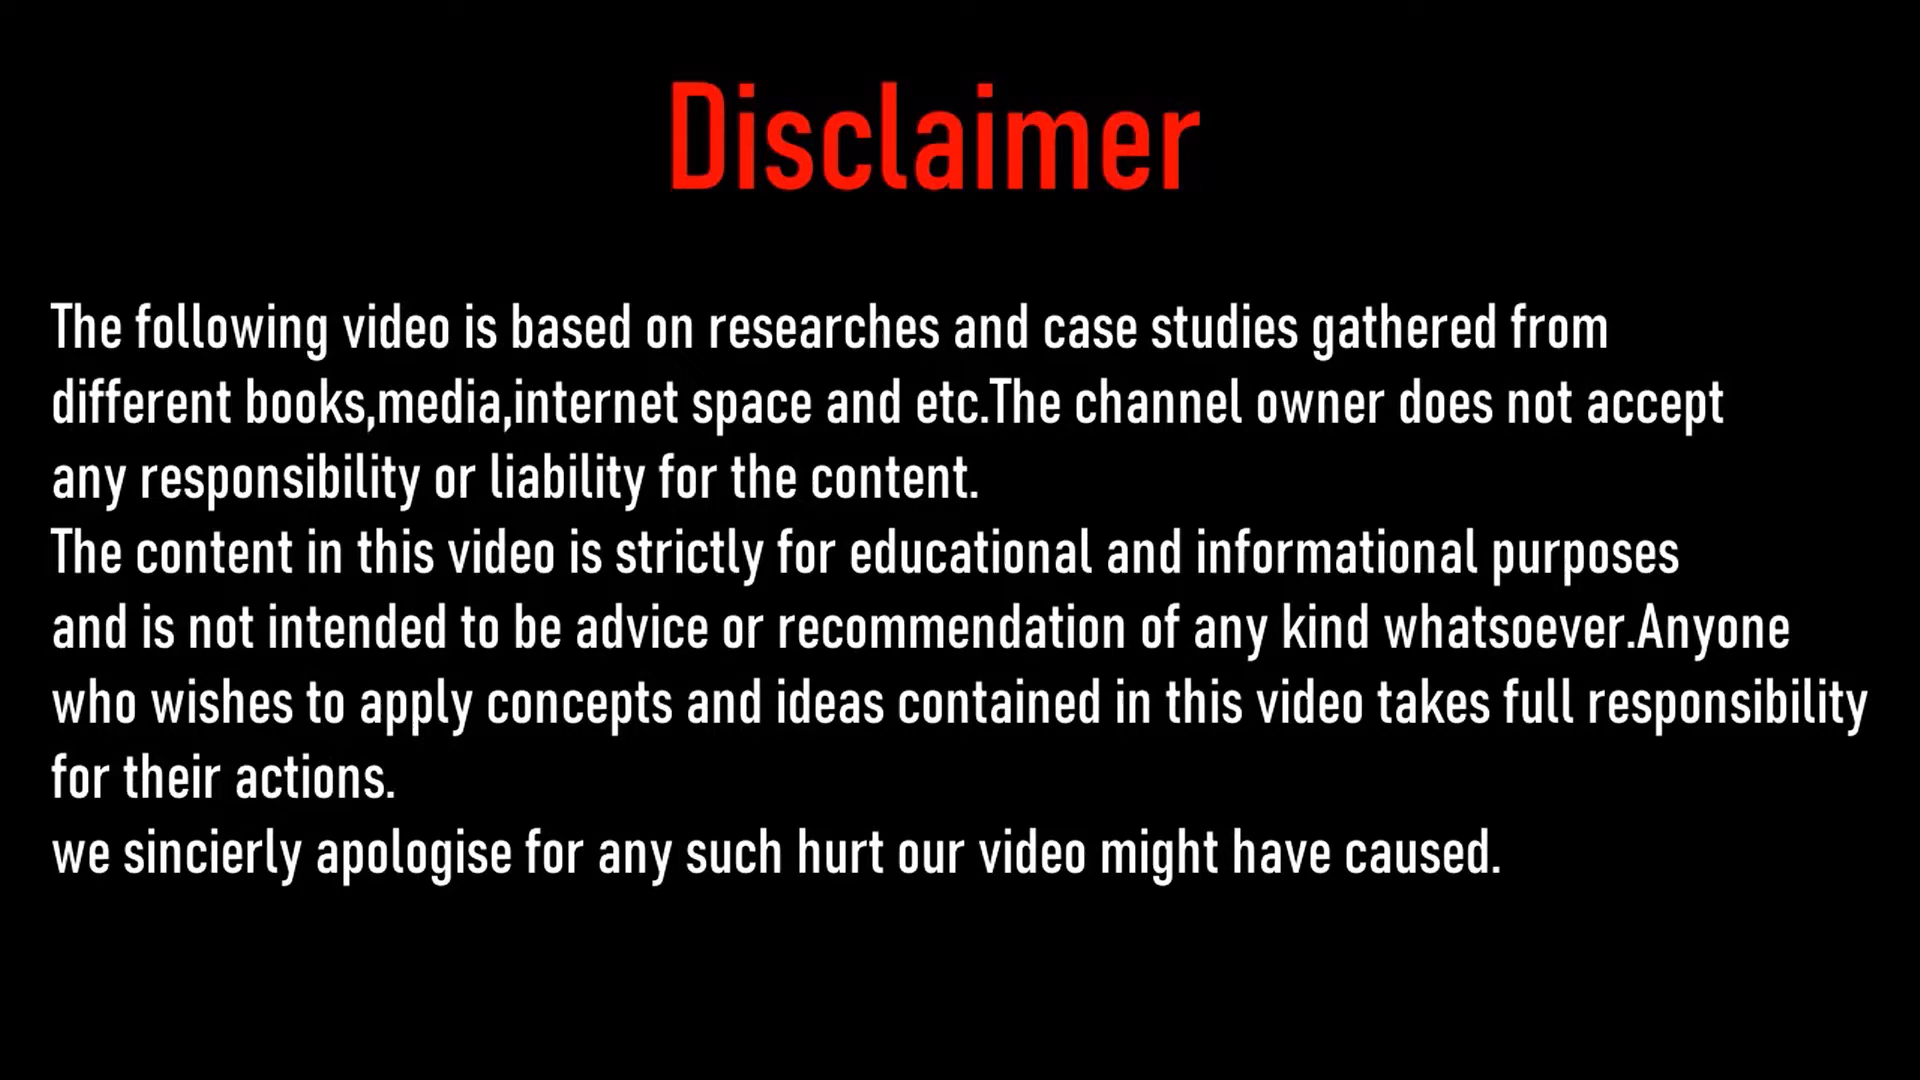 Disclaimer
The following video is based on researches and case studies gathered from
different books,media,internet space and etc.The channel owner does not accept
any responsibility or liability for the content.
The content in this video is strictly for educational and informational purposes
and is not intended to be advice or recommendation of any kind whatsoever.Anyone
who wishes to apply concepts and ideas contained in this video takes full responsibility
for their actions.
we sincierly apologise for any such hurt our video might have caused.